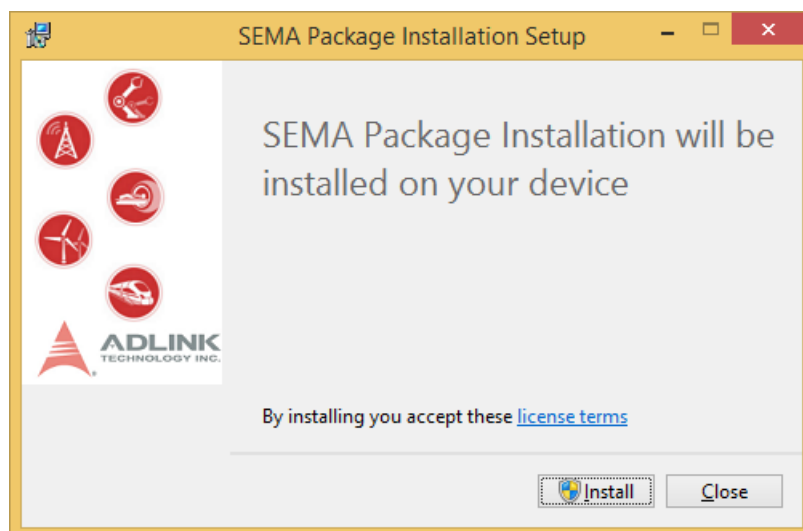 SEMA Package Installation Setup
SEMA Package Installation will be
installed on your device
ADLINK
TECHNOLOGY INC.
By installing you accept these license terms
Install
Close